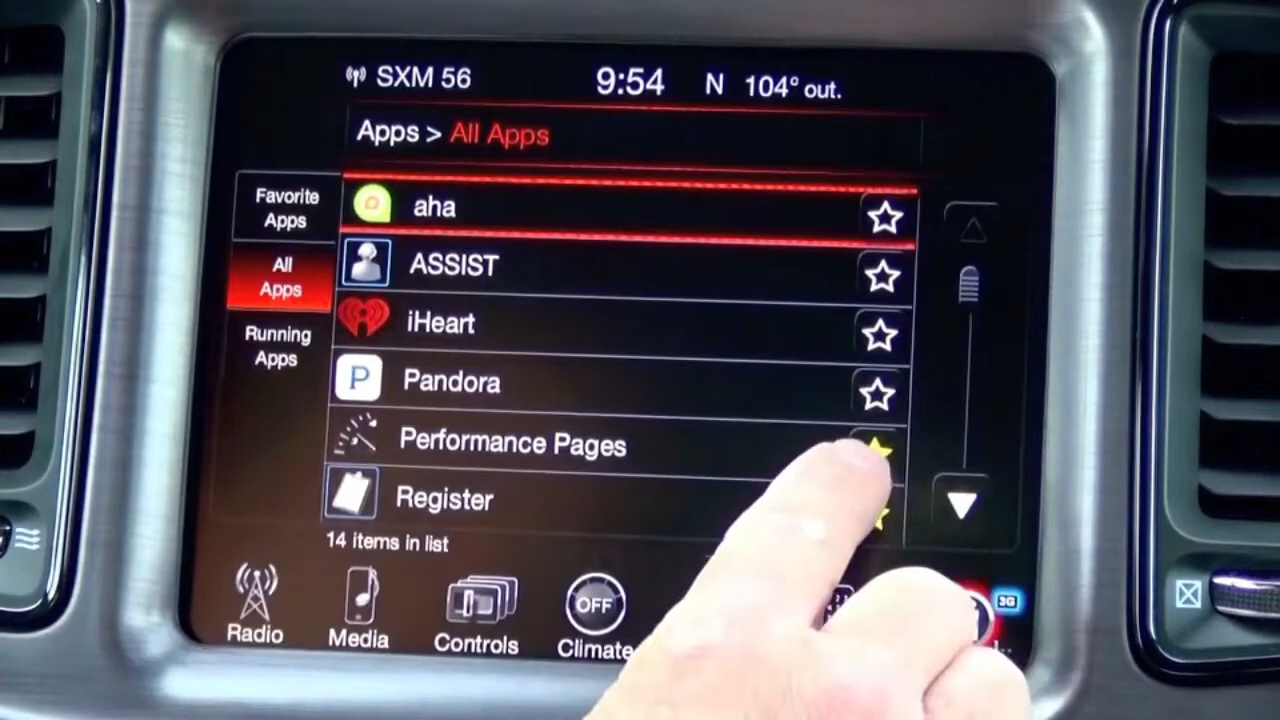 SXM 56 9:54 N 104° out.
Apps > All Apps
Favorite
Apps
All
Apps
Running
Apps
aha
ASSIST
iHeart
P Pandora
Performance Pages
Register
14 items in list
OFF
3G
Radio Media Controls Climate